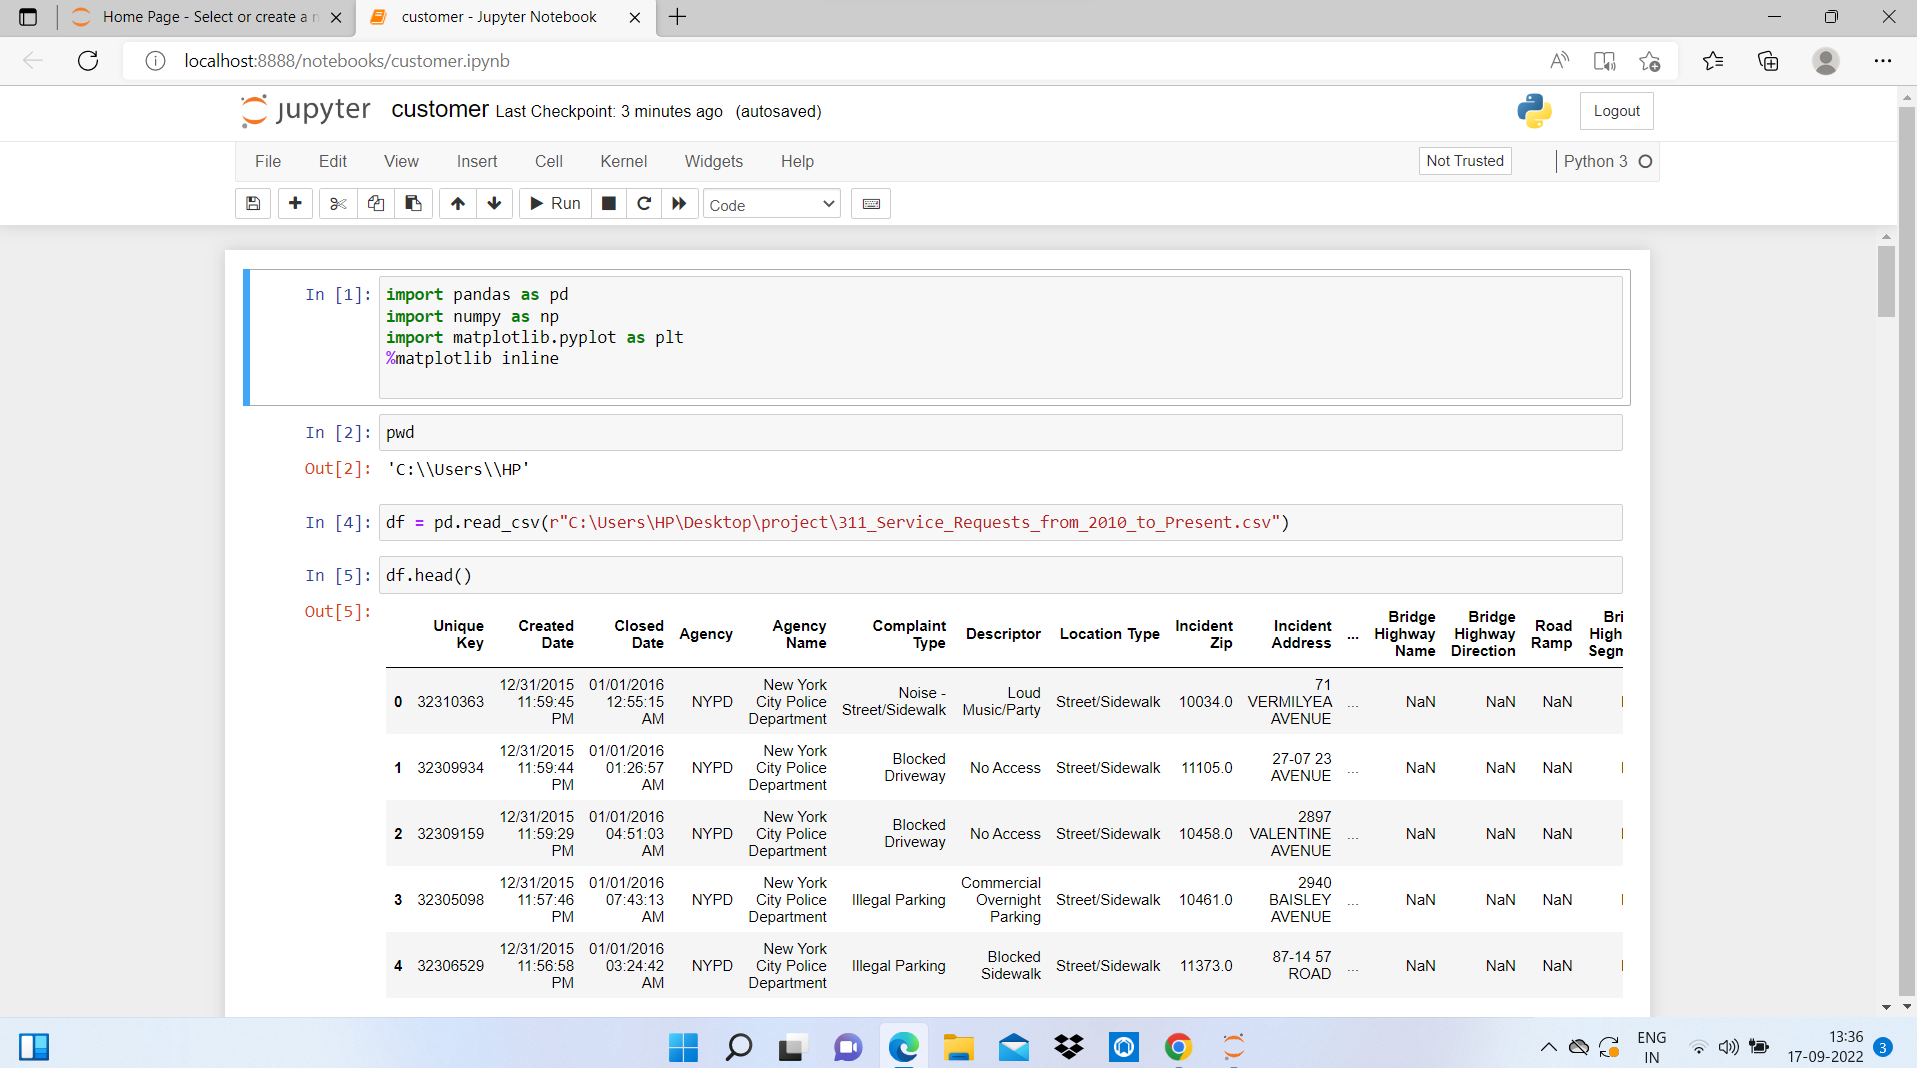 Home Page - Select or create a n
customer - Jupyter Notebook
localhost:8888/notebooks/customer.ipynb
jupyter customer Last Checkpoint: 3 minutes ago (autosaved)
Logout
File Edit View Insert Cell Kernel Widgets Help
Not Trusted
Python 3
Run
Code
In [1]: import pandas as pd
import numpy as np
import matplotlib.pyplot as plt
%matplotlib inline
In [2]: pwd
Out[2]: 'C:\\Users\\HP'
In [4]: df = pd.read_csv(r"C:\Users\HP\Desktop\project\311_Service_Requests_from_2010_to_Present.csv")
In [5]: df.head()
Out[5]:
Unique Key Created Date Closed Date Agency Agency Name Complaint Type Descriptor Location Type Incident Zip Incident Address ... Bridge Highway Name Bridge Highway Direction Road Ramp Bri High Segm
0 32310363 12/31/2015 11:59:45 PM 01/01/2016 12:55:15 AM NYPD New York City Police Department Noise - Street/Sidewalk Loud Music/Party Street/Sidewalk 10034.0 71 VERMILYEA AVENUE ... NaN NaN NaN
1 32309934 12/31/2015 11:59:44 PM 01/01/2016 01:26:57 AM NYPD New York City Police Department Blocked Driveway No Access Street/Sidewalk 11105.0 27-07 23 AVENUE ... NaN NaN NaN
2 32309159 12/31/2015 11:59:29 PM 01/01/2016 04:51:03 AM NYPD New York City Police Department Blocked Driveway No Access Street/Sidewalk 10458.0 2897 VALENTINE AVENUE ... NaN NaN NaN
3 32305098 12/31/2015 11:57:46 PM 01/01/2016 07:43:13 AM NYPD New York City Police Department Illegal Parking Commercial Overnight Parking Street/Sidewalk 10461.0 2940 BAISLEY AVENUE ... NaN NaN NaN
4 32306529 12/31/2015 11:56:58 PM 01/01/2016 03:24:42 AM NYPD New York City Police Department Illegal Parking Blocked Sidewalk Street/Sidewalk 11373.0 87-14 57 ROAD ... NaN NaN NaN
ENG
IN
13:36
17-09-2022
3